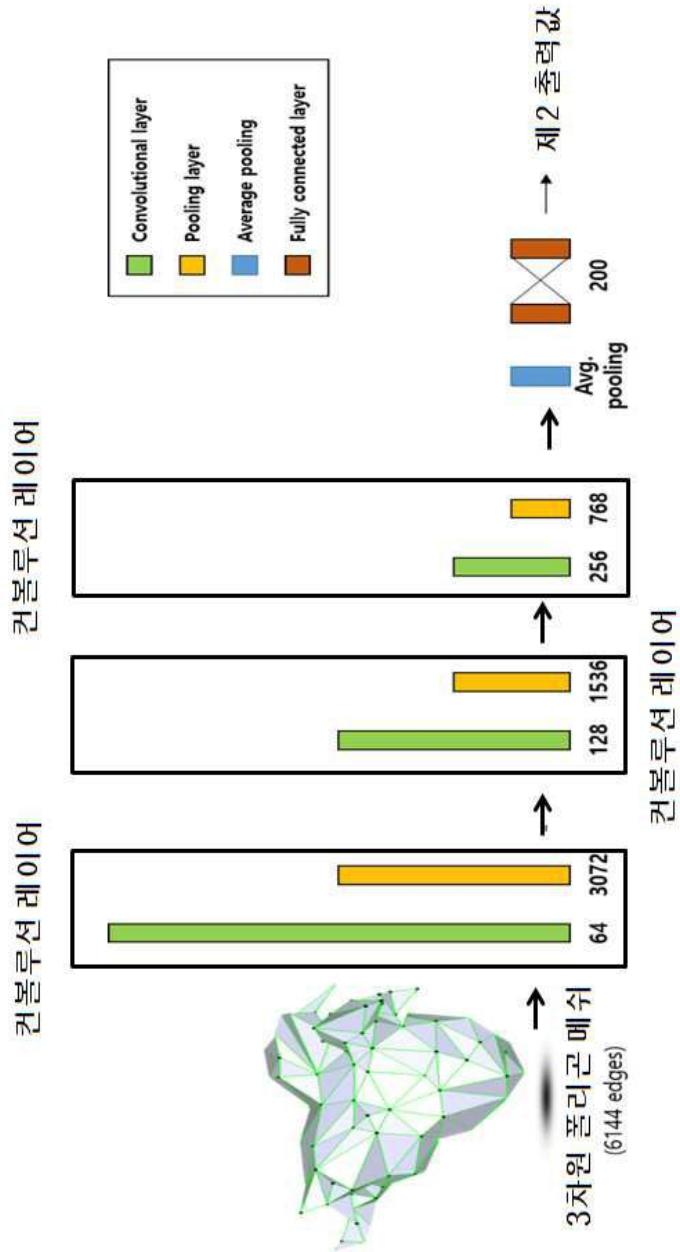 컨볼루션 레이어
컨볼루션 레이어
Convolutional layer
Pooling layer
Average pooling
Fully connected layer
64
3072
128
1536
256
768
Avg.
pooling
200
제2 출력값
3차원 폴리곤 메쉬
(6144 edges)
컨볼루션 레이어